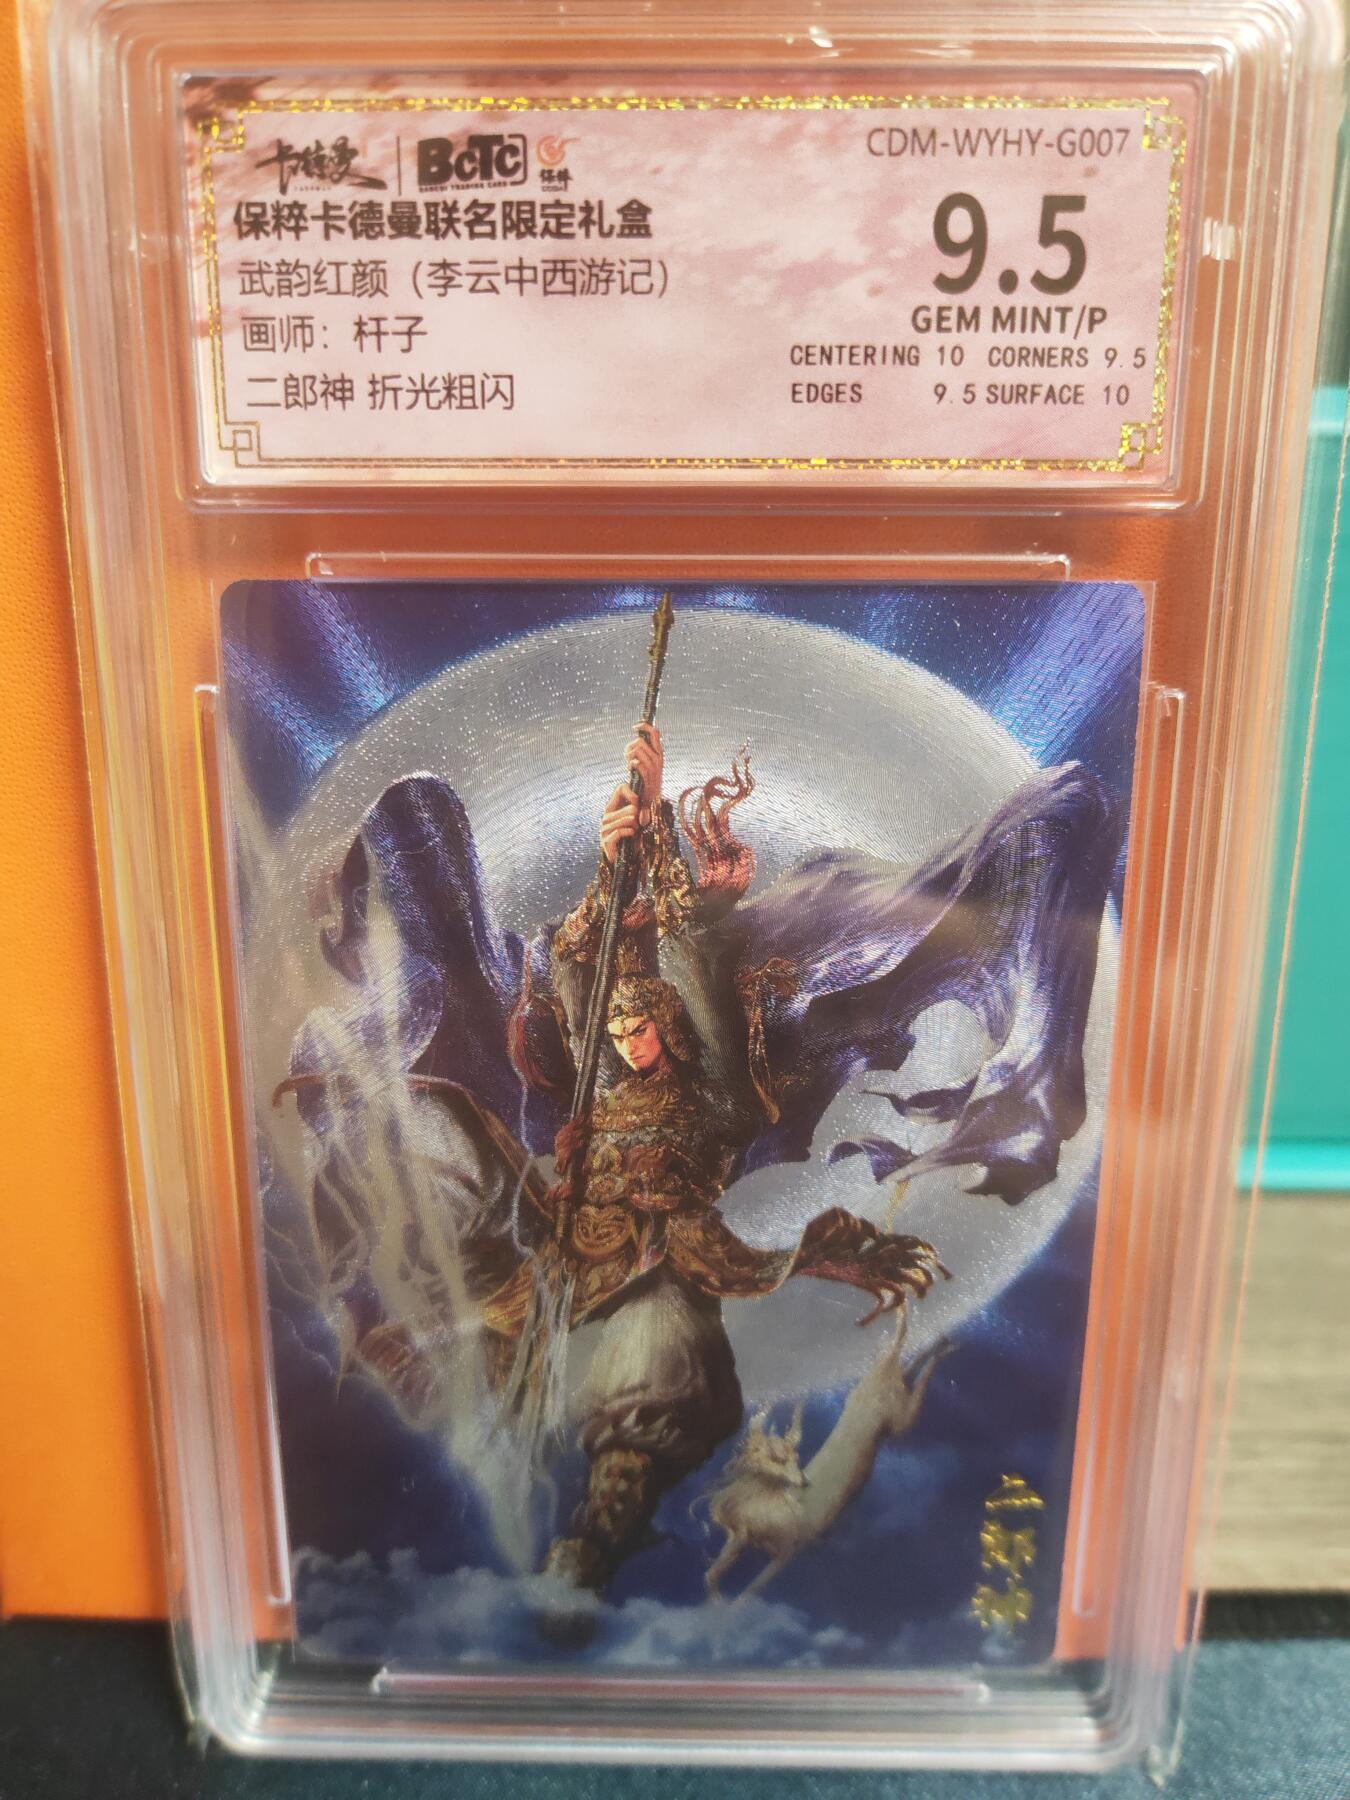 卡德曼 BCTC 保粹
CDM-WYHY-G007
保粹卡德曼联名限定礼盒
武韵红颜（李云中西游记）
画师：杆子
二郎神 折光粗闪
9.5
GEM MINT/P
CENTERING 10 CORNERS 9.5
EDGES 9.5 SURFACE 10
二郎神